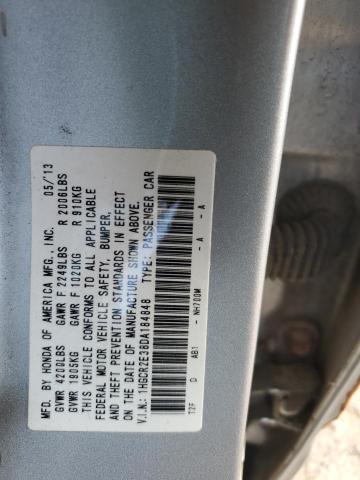 MFD. BY HONDA OF AMERICA MFG., INC. 05/'13
GVWR 4200LBS GAWR F 2249LBS R 2006LBS
GVWR 1905KG GAWR F 1020KG R 910KG
THIS VEHICLE CONFORMS TO ALL APPLICABLE
FEDERAL MOTOR VEHICLE SAFETY, BUMPER,
AND THEFT PREVENTION STANDARDS IN EFFECT
ON THE DATE OF MANUFACTURE SHOWN ABOVE.
V.I.N.: 1HGCR2E38DA184848 TYPE: PASSENGER CAR
T2F D AB1 - NH700M - A - A